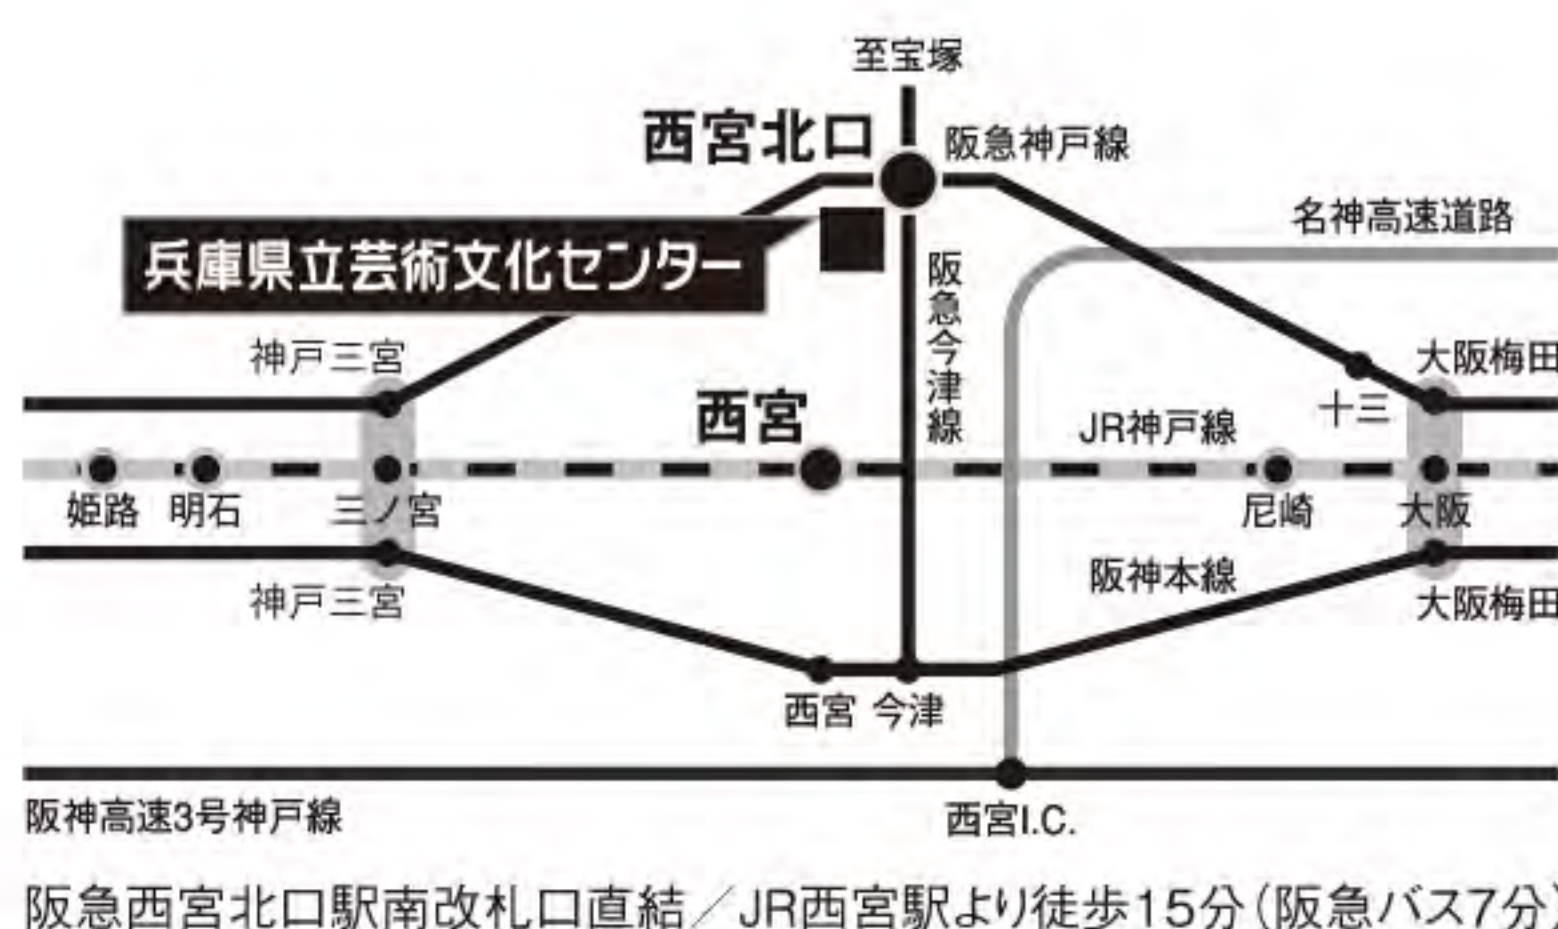 至宝塚
西宮北口
阪急神戸線
名神高速道路
兵庫県立芸術文化センター
阪急今津線
神戸三宮
大阪梅田
十三
西宮
JR神戸線
姫路
明石
三ノ宮
尼崎
大阪
阪神本線
神戸三宮
大阪梅田
西宮
今津
阪神高速3号神戸線
西宮I.C.
阪急西宮北口駅南改札口直結／JR西宮駅より徒歩15分(阪急バス7分)